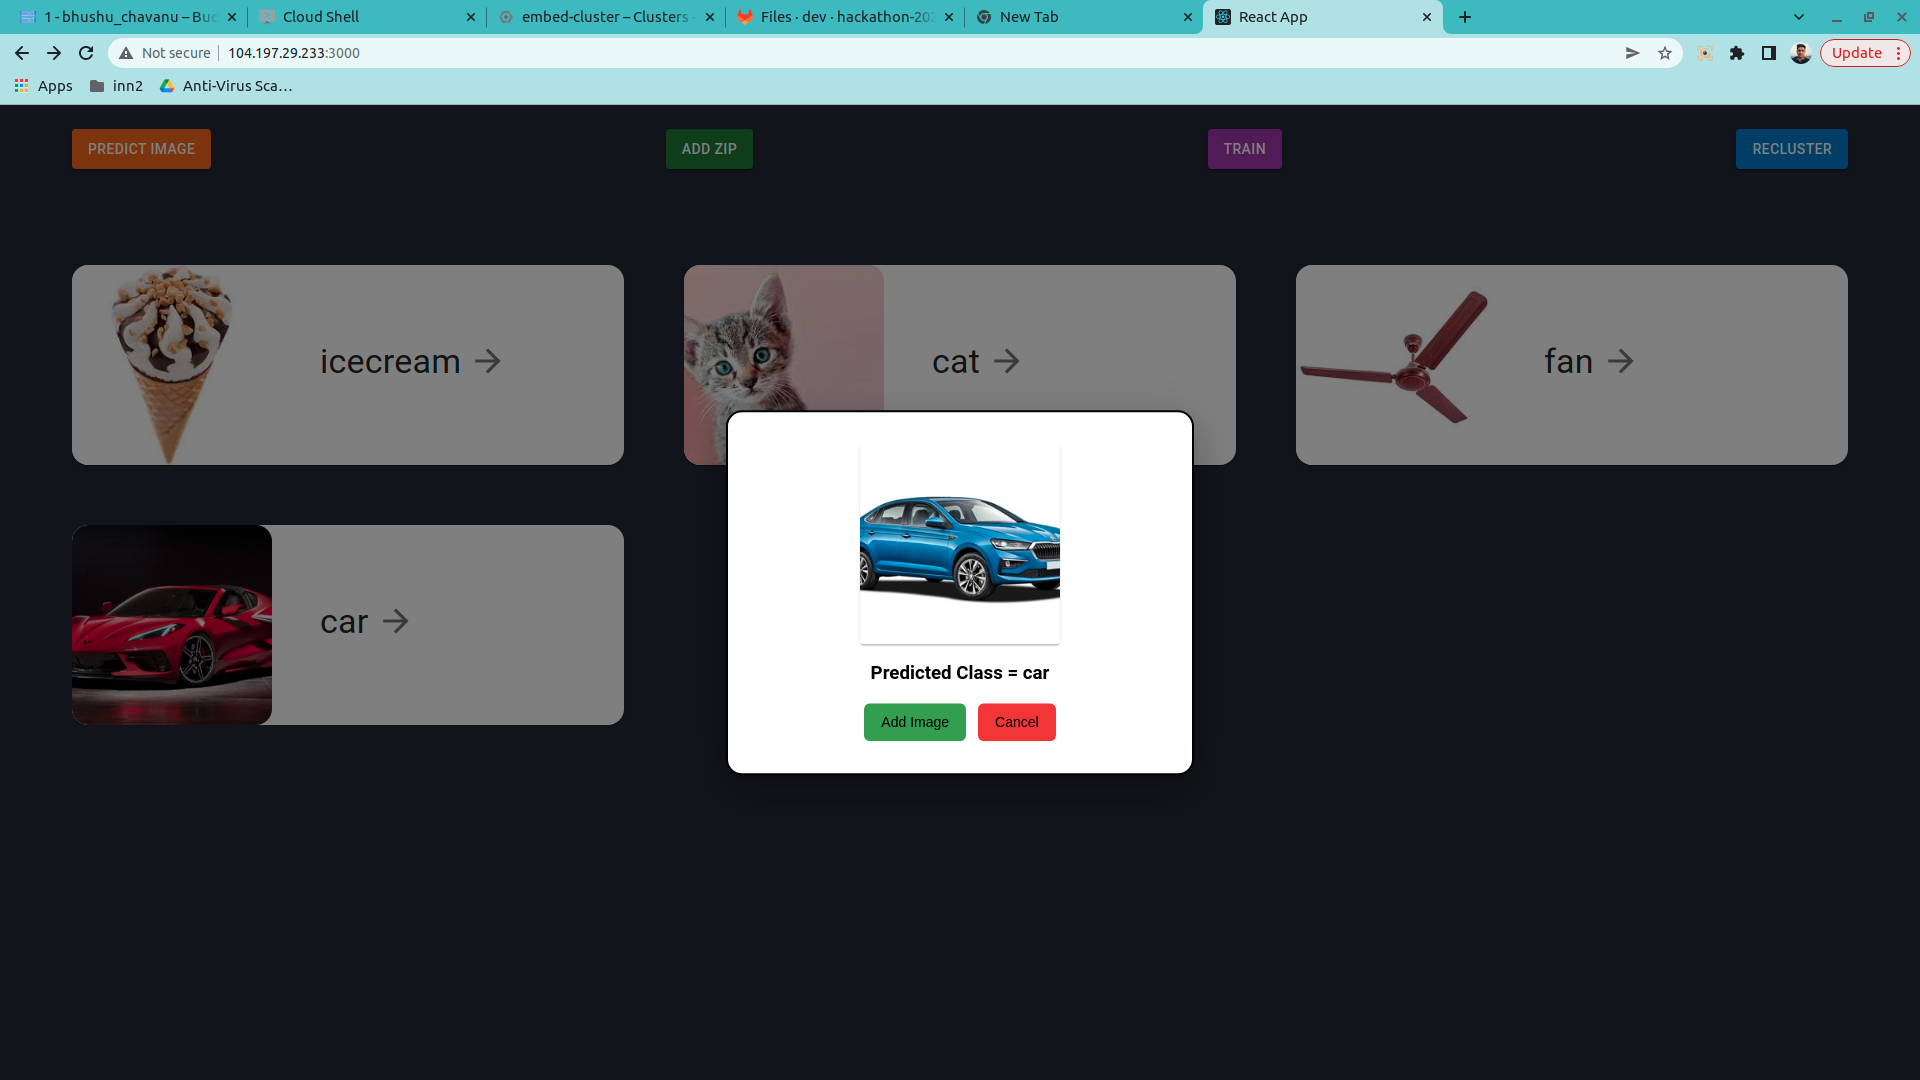 1 - bhushu_chavanu – Buc
Cloud Shell
embed-cluster – Clusters -
Files · dev · hackathon-202
New Tab
React App
Not secure
104.197.29.233:3000
Update
Apps
inn2
Anti-Virus Sca...
PREDICT IMAGE
ADD ZIP
TRAIN
RECLUSTER
icecream →
cat →
fan →
car →
Predicted Class = car
Add Image
Cancel